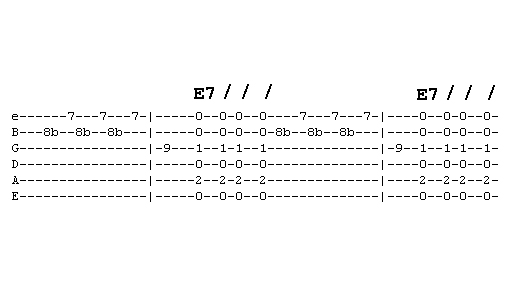 E7 / / / E7 / / /
e------7---7---7-|-----0--0-0--0----7---7---7-|----0--0-0--0-
B---8b--8b--8b---|-----0--0-0--0-8b--8b--8b---|----0--0-0--0-
G----------------|-9---1--1-1--1--------------|-9--1--1-1--1-
D----------------|-----0--0-0--0--------------|----0--0-0--0-
A----------------|-----2--2-2--2--------------|----2--2-2--2-
E----------------|-----0--0-0--0--------------|----0--0-0--0-